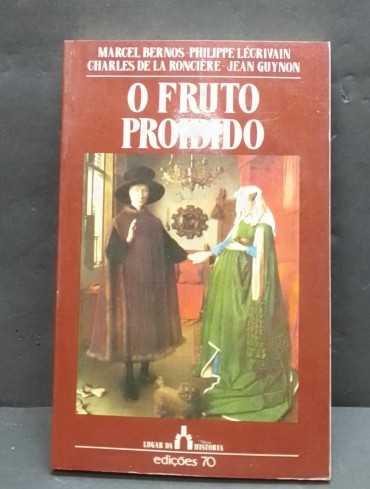 MARCEL BERNOS-PHILIPPE LÉCRIVAIN
CHARLES DE LA RONCIÈRE-JEAN GUYNON
O FRUTO
PROIBIDO
LUGAR DA HISTÓRIA
edições 70